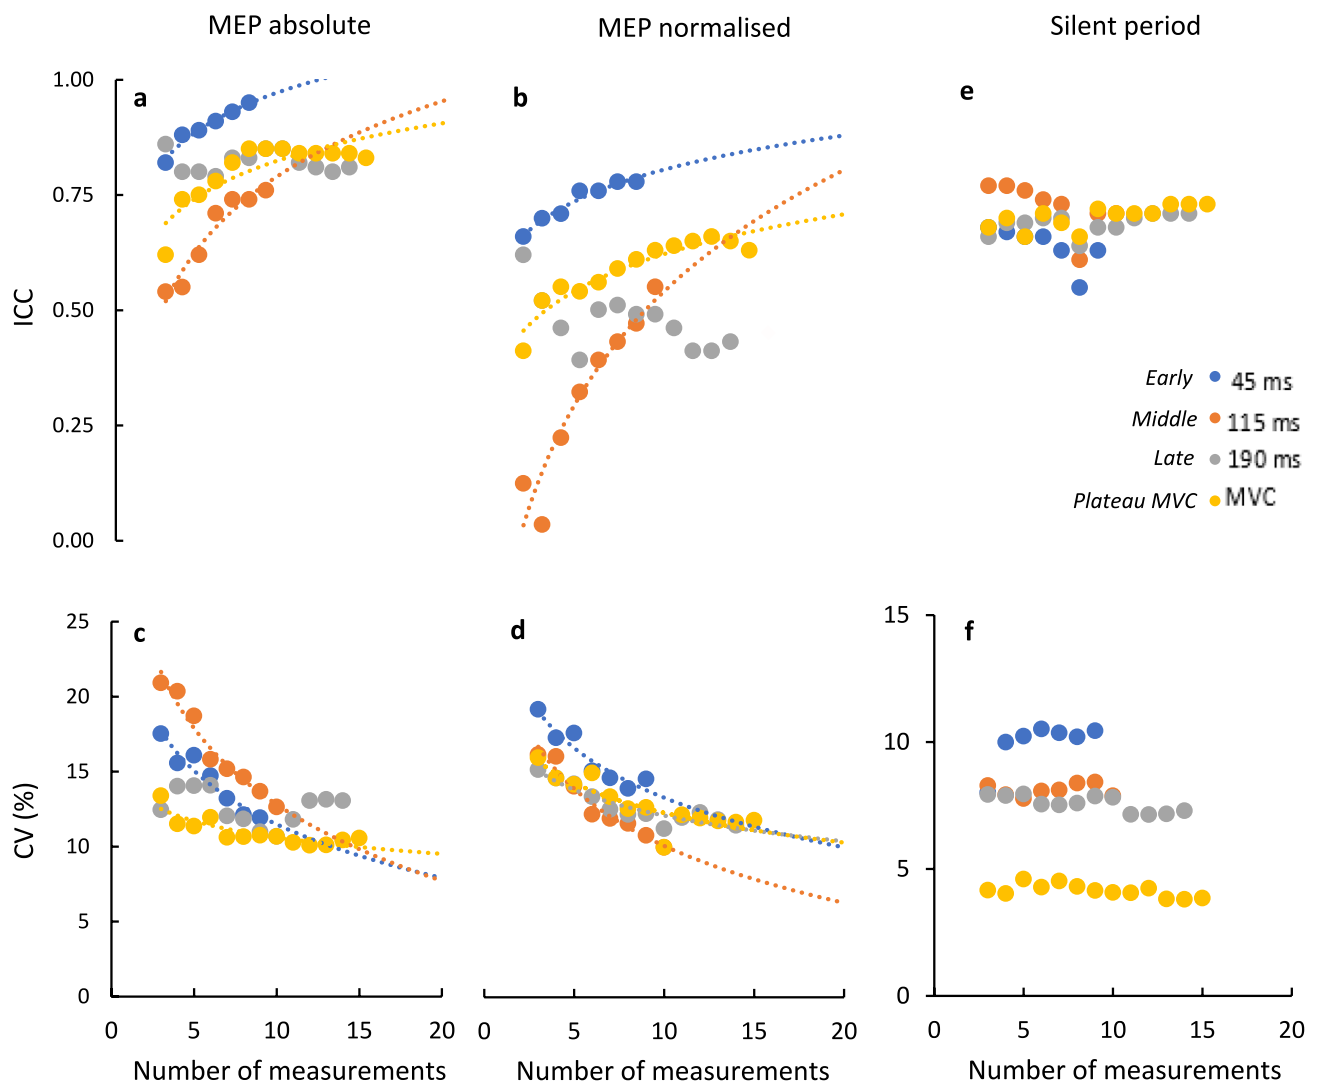 MEP absolute
MEP normalised
Silent period
1.00
0.75
0.50
0.25
0.00
ICC
a
b
e
Early 45 ms
Middle 115 ms
Late 190 ms
Plateau MVC MVC
25
20
15
10
5
0
CV (%)
c
d
15
10
5
0
f
0 5 10 15 20
0 5 10 15 20
0 5 10 15 20
Number of measurements
Number of measurements
Number of measurements